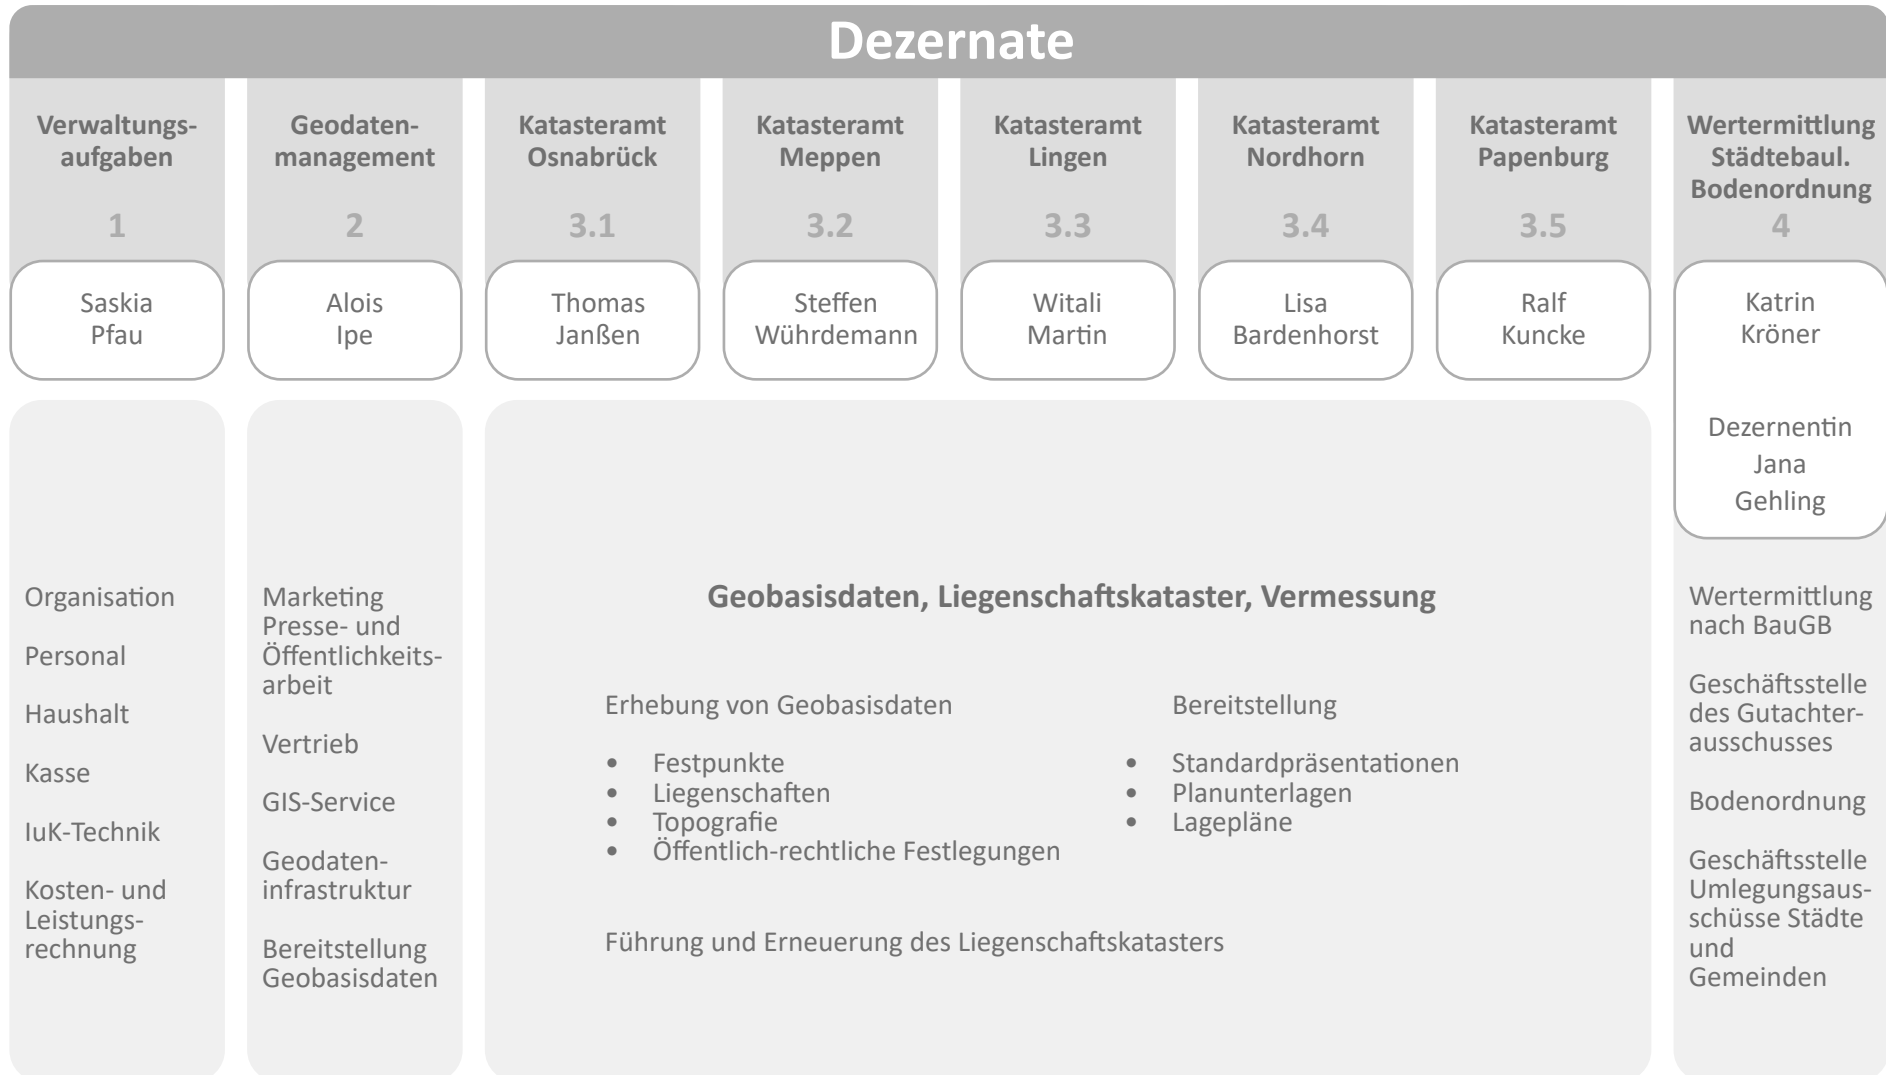 Dezernate
Verwaltungs-
aufgaben
1
Saskia
Pfau
Organisation
Personal
Haushalt
Kasse
IuK-Technik
Kosten- und
Leistungs-
rechnung
Geodaten-
management
2
Alois
Ipe
Marketing
Presse- und
Öffentlichkeits-
arbeit
Vertrieb
GIS-Service
Geodaten-
infrastruktur
Bereitstellung
Geobasisdaten
Katasteramt
Osnabrück
3.1
Thomas
Janßen
Katasteramt
Meppen
3.2
Steffen
Wührdemann
Katasteramt
Lingen
3.3
Witali
Martin
Katasteramt
Nordhorn
3.4
Lisa
Bardenhorst
Katasteramt
Papenburg
3.5
Ralf
Kuncke
Geobasisdaten, Liegenschaftskataster, Vermessung
Erhebung von Geobasisdaten
• Festpunkte
• Liegenschaften
• Topografie
• Öffentlich-rechtliche Festlegungen
Bereitstellung
• Standardpräsentationen
• Planunterlagen
• Lagepläne
Führung und Erneuerung des Liegenschaftskatasters
Wertermittlung
Städtebaul.
Bodenordnung
4
Katrin
Kröner
Dezernentin
Jana
Gehling
Wertermittlung
nach BauGB
Geschäftsstelle
des Gutachter-
ausschusses
Bodenordnung
Geschäftsstelle
Umlegungsaus-
schüsse Städte
und
Gemeinden